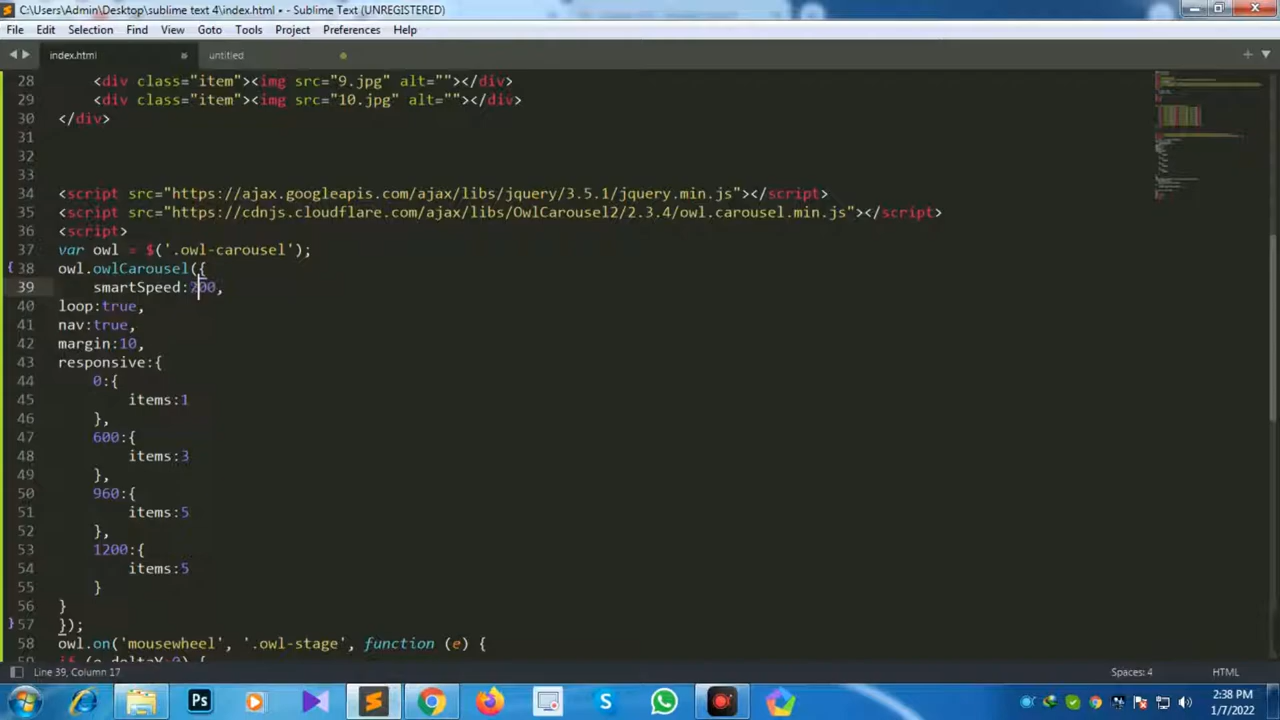 C:\Users\Admin\Desktop\sublime text 4\index.html • - Sublime Text (UNREGISTERED)
File Edit Selection Find View Goto Tools Project Preferences Help
index.html untitled
28 <div class="item"><img src="9.jpg" alt=""></div>
29 <div class="item"><img src="10.jpg" alt=""></div>
30 </div>
31
32
33
34 <script src="https://ajax.googleapis.com/ajax/libs/jquery/3.5.1/jquery.min.js"></script>
35 <script src="https://cdnjs.cloudflare.com/ajax/libs/OwlCarousel2/2.3.4/owl.carousel.min.js"></script>
36 <script>
37 var owl = $('.owl-carousel');
38 owl.owlCarousel({
39 smartSpeed:200,
40 loop:true,
41 nav:true,
42 margin:10,
43 responsive:{
44 0:{
45 items:1
46 },
47 600:{
48 items:3
49 },
50 960:{
51 items:5
52 },
53 1200:{
54 items:5
55 }
56 }
57 });
58 owl.on('mousewheel', '.owl-stage', function (e) {
59 if (e.deltaY>0) {
Line 39, Column 17 Spaces: 4 HTML
Ps
2:38 PM
1/7/2022